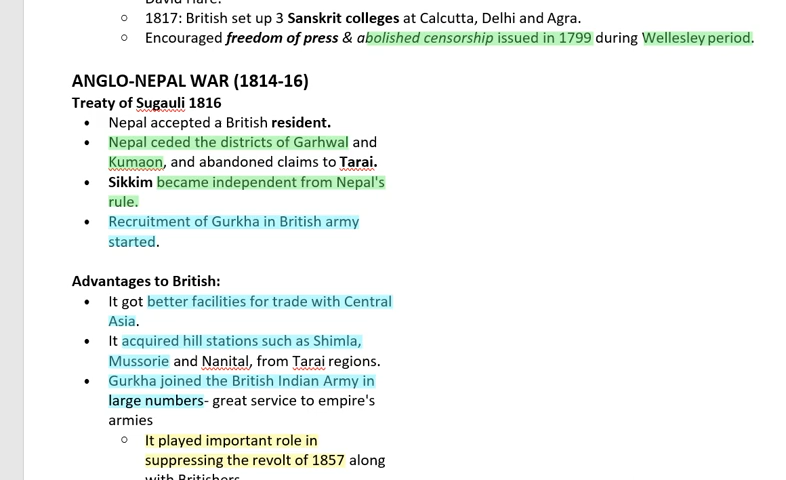 David Hare.
○ 1817: British set up 3 Sanskrit colleges at Calcutta, Delhi and Agra.
○ Encouraged freedom of press & abolished censorship issued in 1799 during Wellesley period.
ANGLO-NEPAL WAR (1814-16)
Treaty of Sugauli 1816
• Nepal accepted a British resident.
• Nepal ceded the districts of Garhwal and
Kumaon, and abandoned claims to Tarai.
• Sikkim became independent from Nepal's
rule.
• Recruitment of Gurkha in British army
started.
Advantages to British:
• It got better facilities for trade with Central
Asia.
• It acquired hill stations such as Shimla,
Mussorie and Nanital, from Tarai regions.
• Gurkha joined the British Indian Army in
large numbers- great service to empire's
armies
○ It played important role in
suppressing the revolt of 1857 along
with Britishers